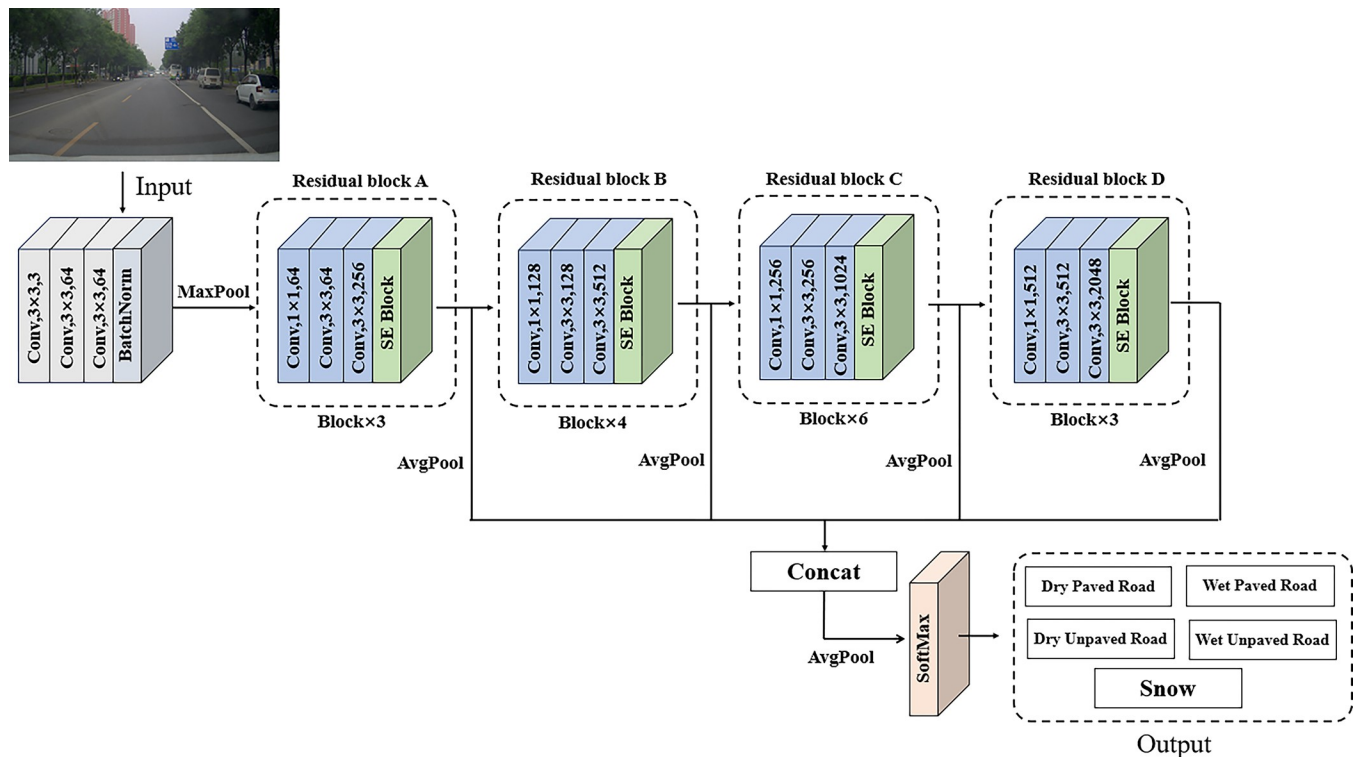 Input
Conv,3×3,3
Conv,3×3,64
Conv,3×3,64
BatchNorm
MaxPool
Residual block A
Conv,1×1,64
Conv,3×3,64
Conv,3×3,256
SE Block
Block×3
AvgPool
Residual block B
Conv,1×1,128
Conv,3×3,128
Conv,3×3,512
SE Block
Block×4
AvgPool
Residual block C
Conv,1×1,256
Conv,3×3,256
Conv,3×3,1024
SE Block
Block×6
AvgPool
Residual block D
Conv,1×1,512
Conv,3×3,512
Conv,3×3,2048
SE Block
Block×3
AvgPool
Concat
AvgPool
SoftMax
Dry Paved Road
Wet Paved Road
Dry Unpaved Road
Wet Unpaved Road
Snow
Output